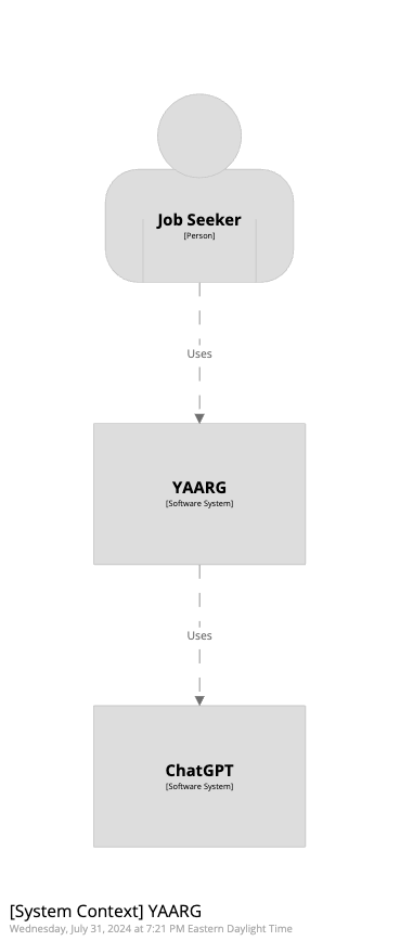 Job Seeker
[Person]
Uses
YAARG
[Software System]
Uses
ChatGPT
[Software System]
[System Context] YAARG
Wednesday, July 31, 2024 at 7:21 PM Eastern Daylight Time